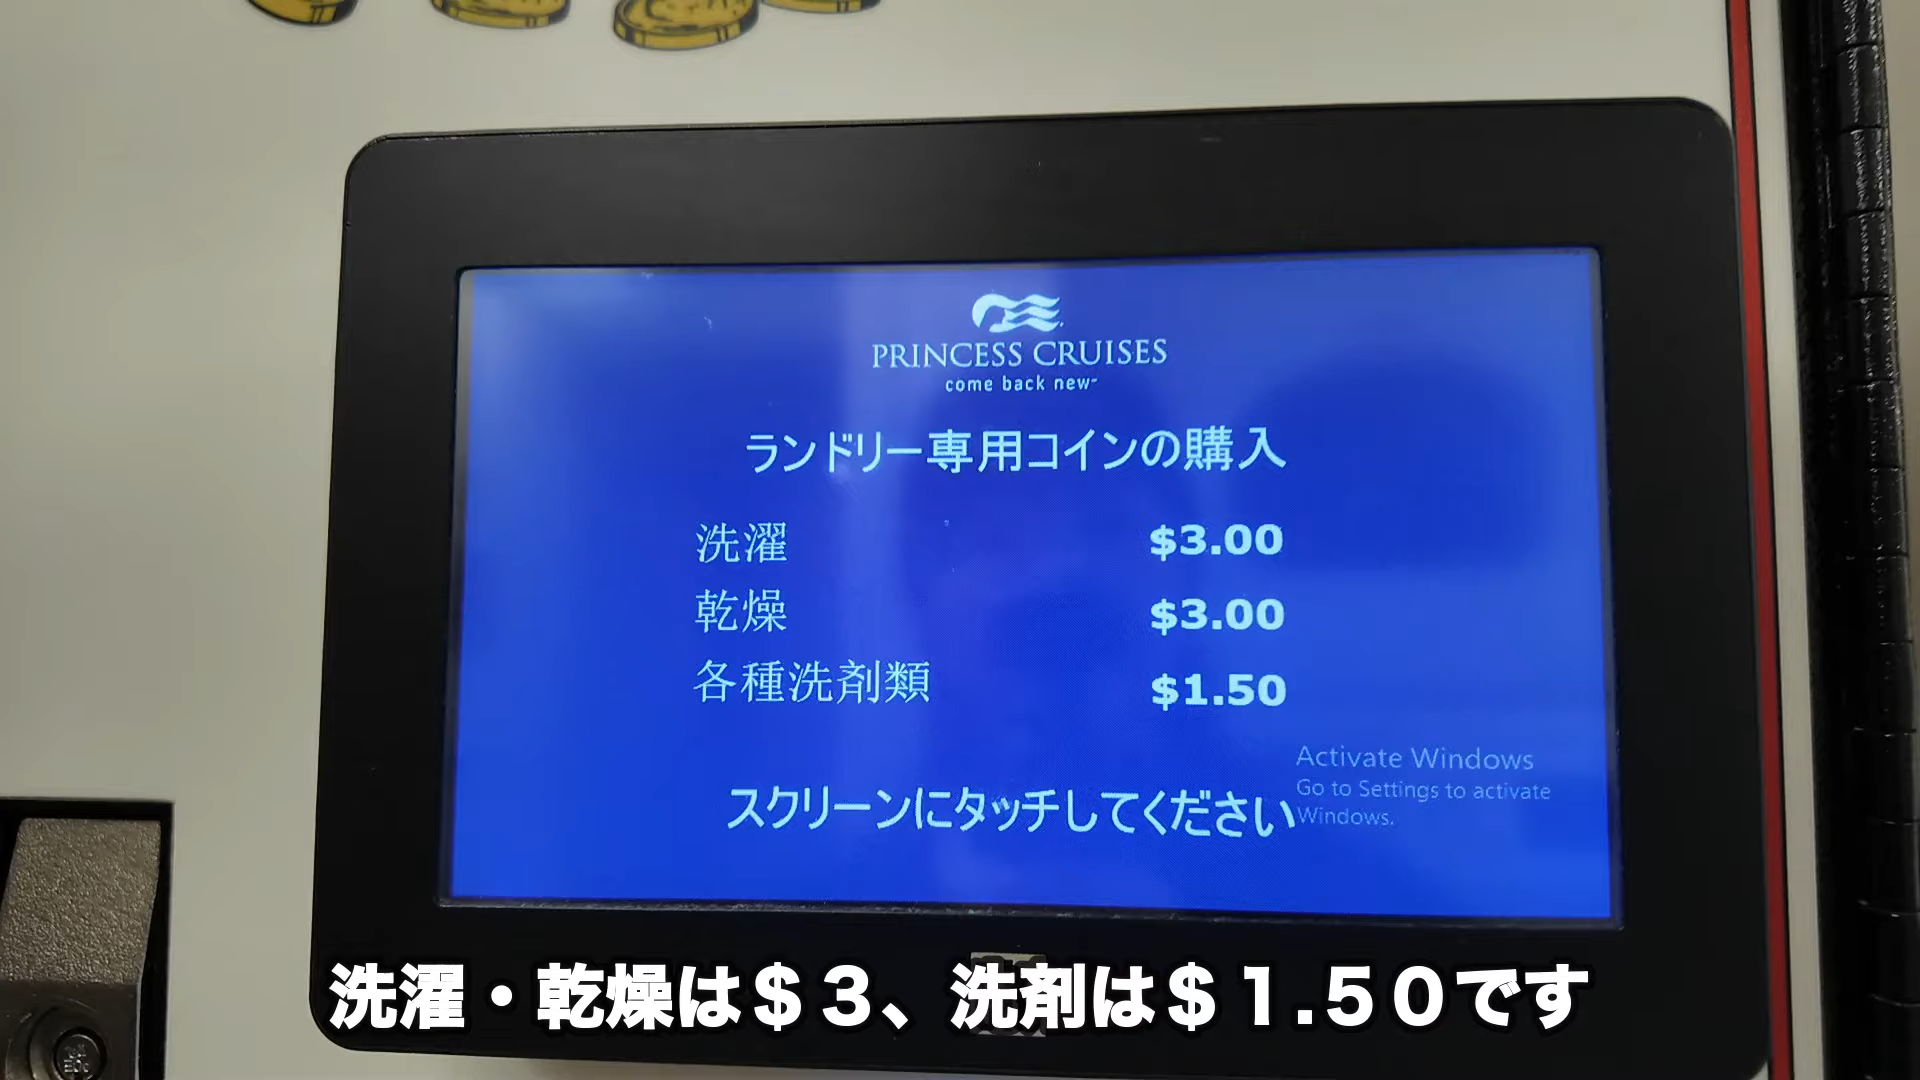 PRINCESS CRUISES
come back new
ランドリー専用コインの購入
洗濯 $3.00
乾燥 $3.00
各種洗剤類 $1.50
スクリーンにタッチしてください
Activate Windows
Go to Settings to activate
Windows.
洗濯・乾燥は＄３、洗剤は＄１.５０です